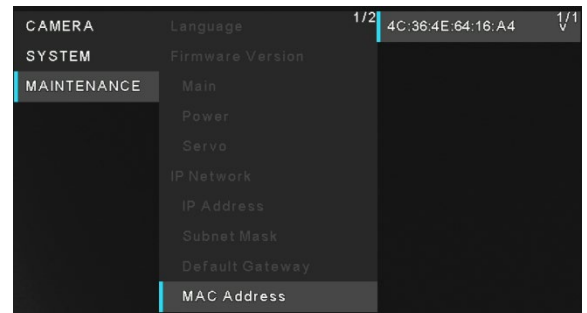 CAMERA
SYSTEM
MAINTENANCE
Language 1/2
Firmware Version
Main
Power
Servo
IP Network
IP Address
Subnet Mask
Default Gateway
MAC Address
4C:36:4E:64:16:A4 1/1